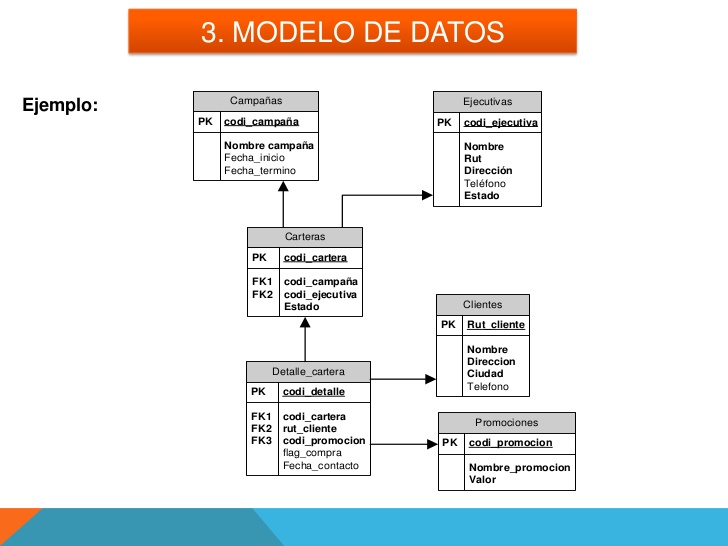 3. MODELO DE DATOS
Ejemplo:
Campañas
PK codi_campaña
Nombre campaña
Fecha_inicio
Fecha_termino
Ejecutivas
PK codi_ejecutiva
Nombre
Rut
Dirección
Teléfono
Estado
Carteras
PK codi_cartera
FK1 codi_campaña
FK2 codi_ejecutiva
Estado
Clientes
PK Rut_cliente
Nombre
Direccion
Ciudad
Telefono
Detalle_cartera
PK codi_detalle
FK1 codi_cartera
FK2 rut_cliente
FK3 codi_promocion
flag_compra
Fecha_contacto
Promociones
PK codi_promocion
Nombre_promocion
Valor